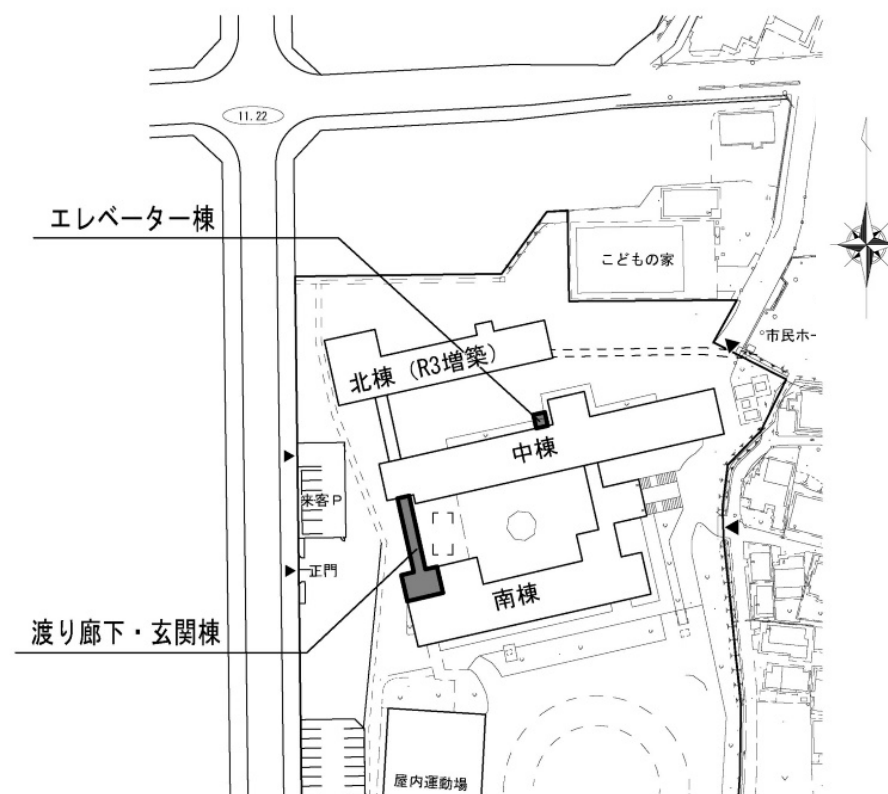 11.22
エレベーター棟
こどもの家
市民ホー
北棟（R3増築）
中棟
来客P
正門
南棟
渡り廊下・玄関棟
屋内運動場